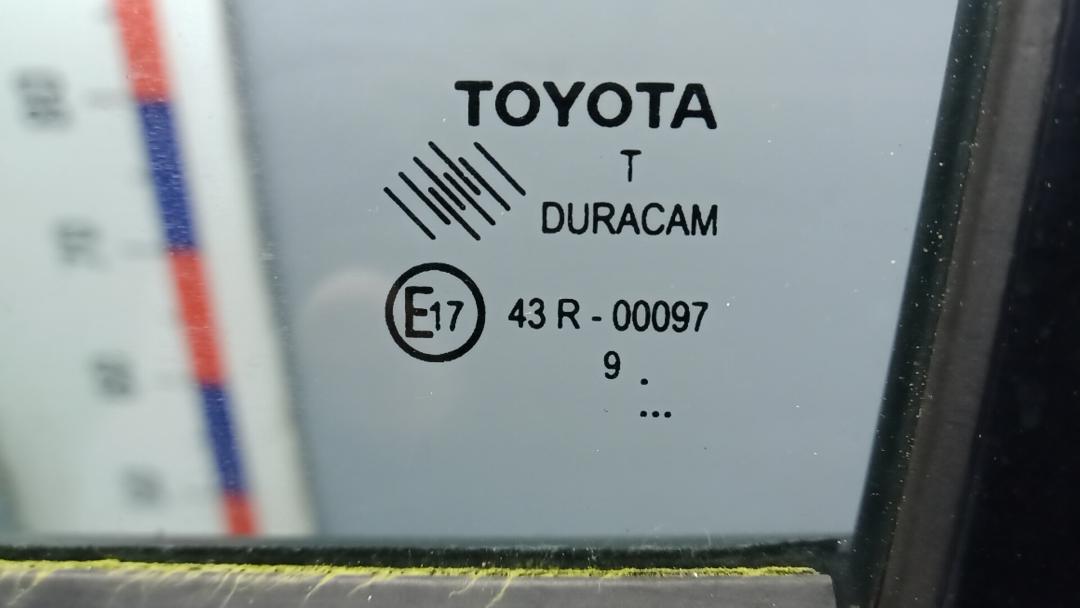 TOYOTA
T
DURACAM
E17 43 R - 00097
9 .
...